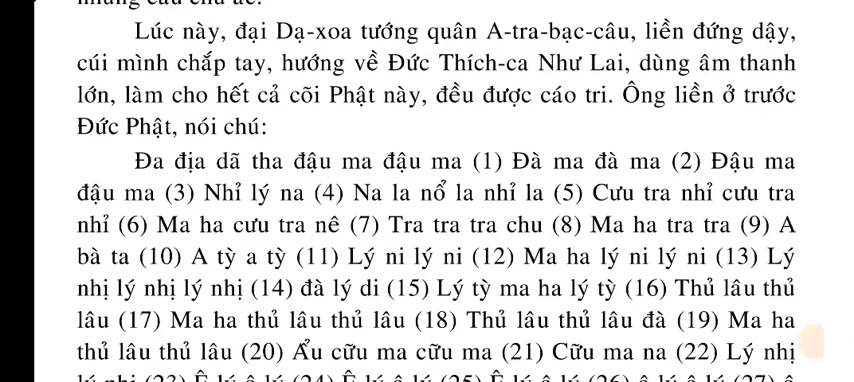 Lúc này, đại Dạ-xoa tướng quân A-tra-bạc-câu, liền đứng dậy,
cúi mình chắp tay, hướng về Đức Thích-ca Như Lai, dùng âm thanh
lớn, làm cho hết cả cõi Phật này, đều được cáo tri. Ông liền ở trước
Đức Phật, nói chú:
Đa địa dã tha đậu ma đậu ma (1) Đà ma đà ma (2) Đậu ma
đậu ma (3) Nhỉ lý na (4) Na la nổ la nhỉ la (5) Cưu tra nhỉ cưu tra
nhỉ (6) Ma ha cưu tra nê (7) Tra tra tra chu (8) Ma ha tra tra (9) A
bà ta (10) A tỳ a tỳ (11) Lý ni lý ni (12) Ma ha lý ni lý ni (13) Lý
nhị lý nhị lý nhị (14) đà lý di (15) Lý tỳ ma ha lý tỳ (16) Thủ lâu thủ
lâu (17) Ma ha thủ lâu thủ lâu (18) Thủ lâu thủ lâu đà (19) Ma ha
thủ lâu thủ lâu (20) Ẩu cữu ma cữu ma (21) Cữu ma na (22) Lý nhị